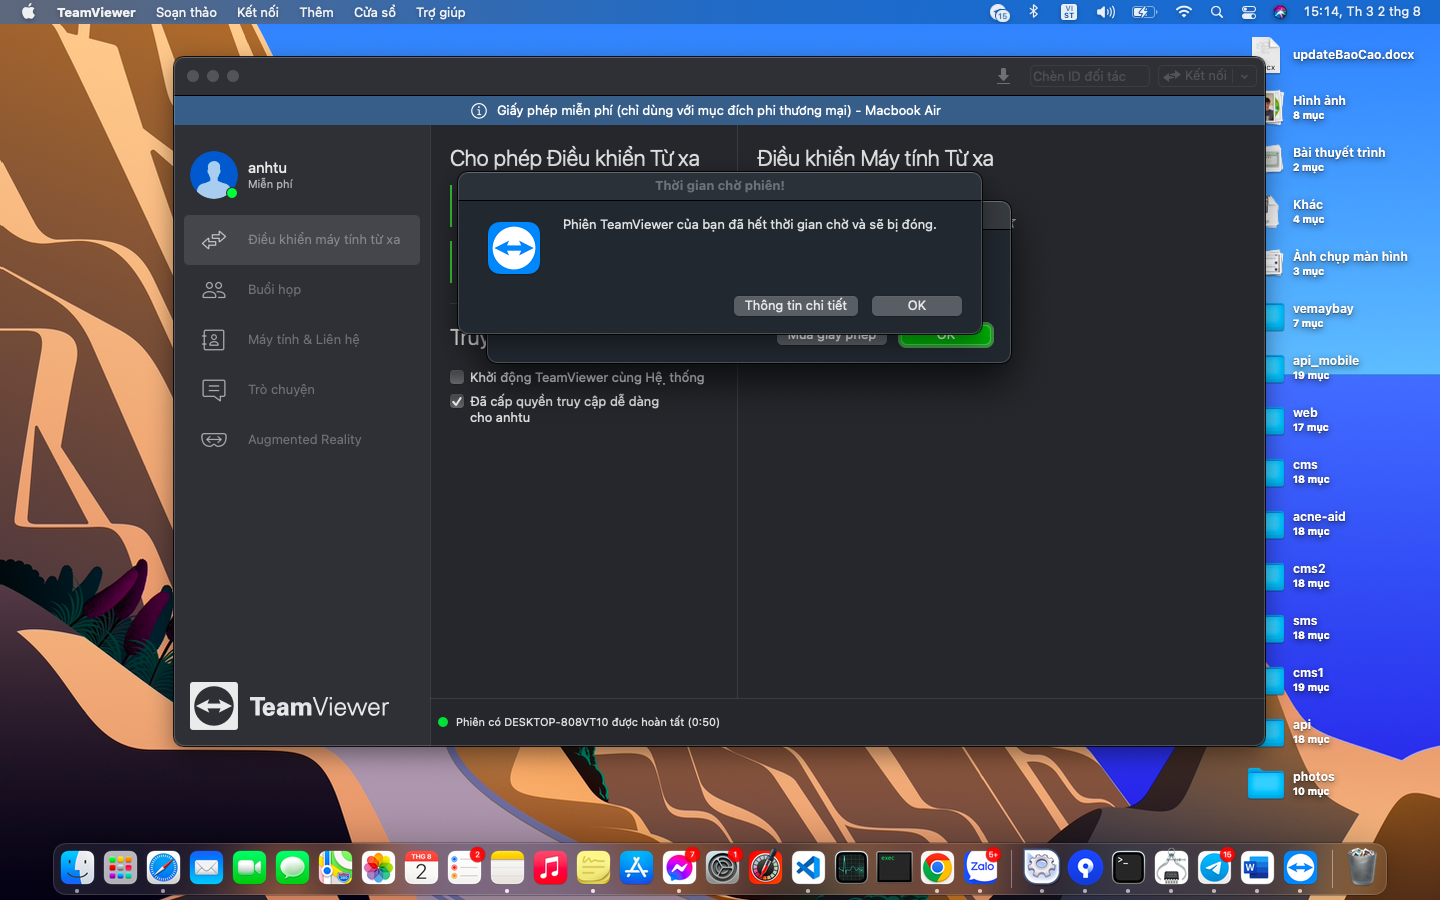 TeamViewer Soạn thảo Kết nối Thêm Cửa sổ Trợ giúp
15 VI ST 15:14, Th 3 2 thg 8
Chèn ID đối tác Kết nối
Giấy phép miễn phí (chỉ dùng với mục đích phi thương mại) - Macbook Air
anhtu
Miễn phí
Điều khiển máy tính từ xa
Buổi họp
Máy tính & Liên hệ
Trò chuyện
Augmented Reality
TeamViewer
Cho phép Điều khiển Từ xa
Điều khiển Máy tính Từ xa
Thời gian chờ phiên!
Phiên TeamViewer của bạn đã hết thời gian chờ và sẽ bị đóng.
Thông tin chi tiết OK
Mua giấy phép OK
Truy
Khởi động TeamViewer cùng Hệ thống
Đã cấp quyền truy cập dễ dàng
cho anhtu
Phiên có DESKTOP-808VT10 được hoàn tất (0:50)
updateBaoCao.docx
Hình ảnh
8 mục
Bài thuyết trình
2 mục
Khác
4 mục
Ảnh chụp màn hình
3 mục
vemaybay
7 mục
api_mobile
19 mục
web
17 mục
cms
18 mục
acne-aid
18 mục
cms2
18 mục
sms
18 mục
cms1
19 mục
api
18 mục
photos
10 mục
THG 8
2
2
7
1
exec
Zalo
5+
15
W